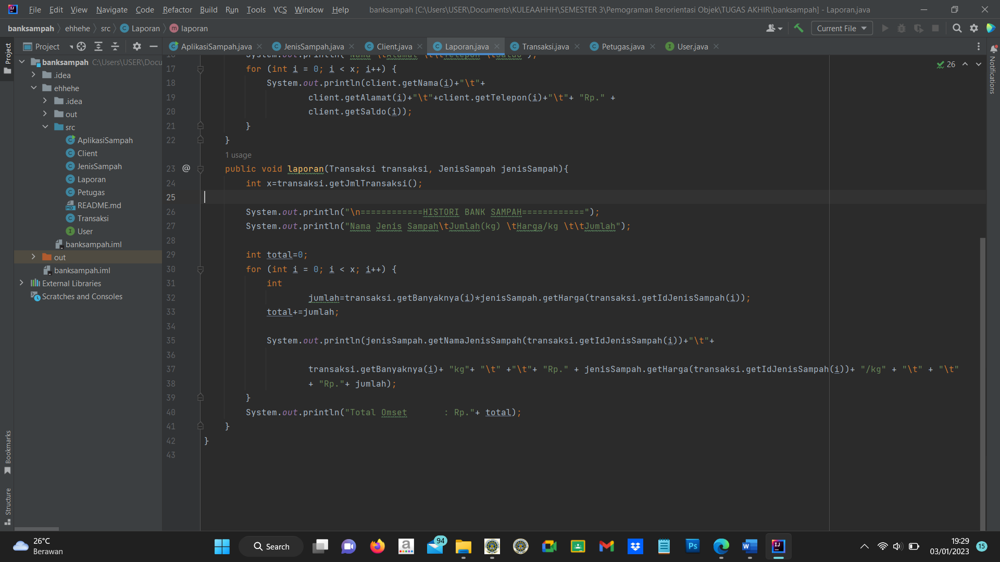 File Edit View Navigate Code Refactor Build Run Tools VCS Window Help banksampah [C:\Users\USER\Documents\KULEAAHHH\SEMESTER 3\Pemograman Berorientasi Objek\TUGAS AKHIR\banksampah] - Laporan.java
banksampah ehhehe src Laporan laporan Current File
Project AplikasiSampah.java JenisSampah.java Client.java Laporan.java Transaksi.java Petugas.java User.java
Project
banksampah C:\Users\USER\Docu
.idea
ehhehe
.idea
out
src
AplikasiSampah
Client
JenisSampah
Laporan
Petugas
README.md
Transaksi
User
banksampah.iml
out
banksampah.iml
External Libraries
Scratches and Consoles
Bookmarks
Structure
Notifications
26
System.out.println("Nama \tAlamat \t\tTelepon \tSaldo");
17 for (int i = 0; i < x; i++) {
18 System.out.println(client.getNama(i)+"\t"+
19 client.getAlamat(i)+"\t"+client.getTelepon(i)+"\t"+ "Rp." +
20 client.getSaldo(i));
21 }
22 }
1 usage
23 @ public void laporan(Transaksi transaksi, JenisSampah jenisSampah){
24 int x=transaksi.getJmlTransaksi();
25
26 System.out.println("\n============HISTORI BANK SAMPAH============");
27 System.out.println("Nama Jenis Sampah\tJumlah(kg) \tHarga/kg \t\tJumlah");
28
29 int total=0;
30 for (int i = 0; i < x; i++) {
31 int
32 jumlah=transaksi.getBanyaknya(i)*jenisSampah.getHarga(transaksi.getIdJenisSampah(i));
33 total+=jumlah;
34
35 System.out.println(jenisSampah.getNamaJenisSampah(transaksi.getIdJenisSampah(i))+"\t"+
36
37 transaksi.getBanyaknya(i)+ "kg"+ "\t" +"\t"+ "Rp." + jenisSampah.getHarga(transaksi.getIdJenisSampah(i))+ "/kg" + "\t" + "\t"
38 + "Rp."+ jumlah);
39 }
40 System.out.println("Total Omset       : Rp."+ total);
41 }
42 }
43
26°C
Berawan
Search
94
19:29
03/01/2023
15